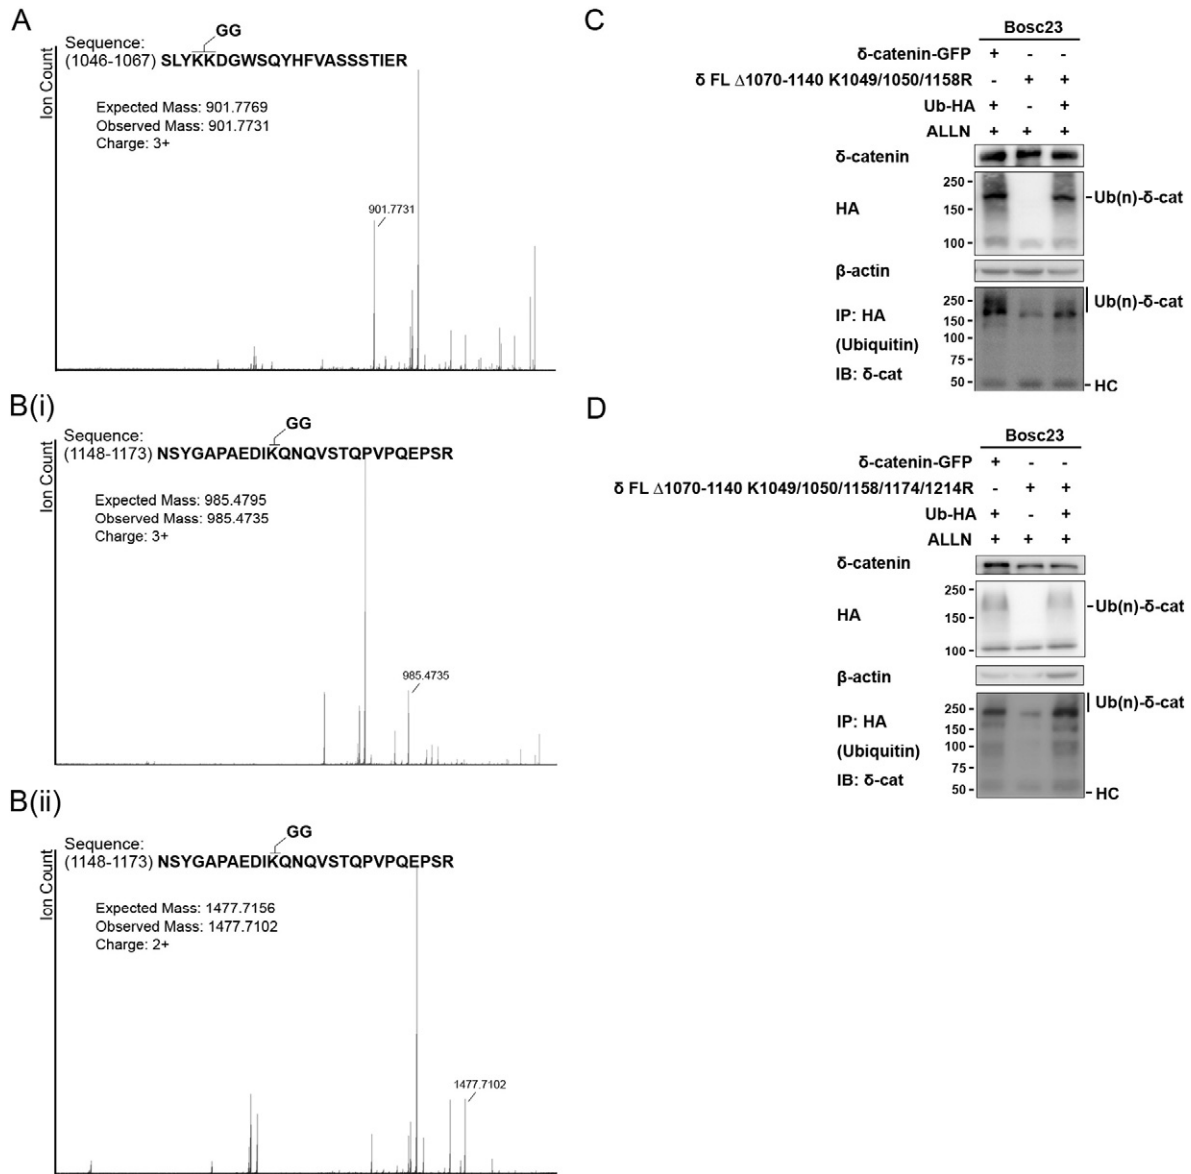 A
GG
Sequence:
(1046-1067) SLYKKDGWSQYHFVASSSTIER
Ion Count
Expected Mass: 901.7769
Observed Mass: 901.7731
Charge: 3+
901.7731
B(i)
GG
Sequence:
(1148-1173) NSYGAPAEDIKQNQVSTQPVPQEPSR
Ion Count
Expected Mass: 985.4795
Observed Mass: 985.4735
Charge: 3+
985.4735
B(ii)
GG
Sequence:
(1148-1173) NSYGAPAEDIKQNQVSTQPVPQEPSR
Ion Count
Expected Mass: 1477.7156
Observed Mass: 1477.7102
Charge: 2+
1477.7102
C
Bosc23
δ-catenin-GFP + - -
δ FL Δ1070-1140 K1049/1050/1158R - + +
Ub-HA + - +
ALLN + + +
δ-catenin
250
HA
150
100
Ub(n)-δ-cat
β-actin
250
Ub(n)-δ-cat
IP: HA
150
(Ubiquitin)
100
75
IB: δ-cat
50
HC
D
Bosc23
δ-catenin-GFP + - -
δ FL Δ1070-1140 K1049/1050/1158/1174/1214R - + +
Ub-HA + - +
ALLN + + +
δ-catenin
250
HA
150
100
Ub(n)-δ-cat
β-actin
250
Ub(n)-δ-cat
IP: HA
150
(Ubiquitin)
100
75
IB: δ-cat
50
HC